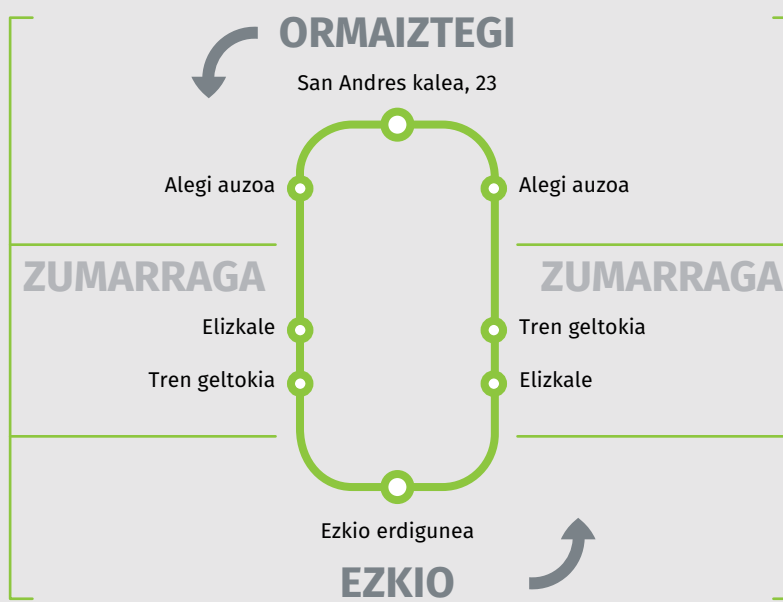 ORMAIZTEGI
San Andres kalea, 23
Alegi auzoa
Alegi auzoa
ZUMARRAGA
ZUMARRAGA
Elizkale
Tren geltokia
Tren geltokia
Elizkale
Ezkio erdigunea
EZKIO